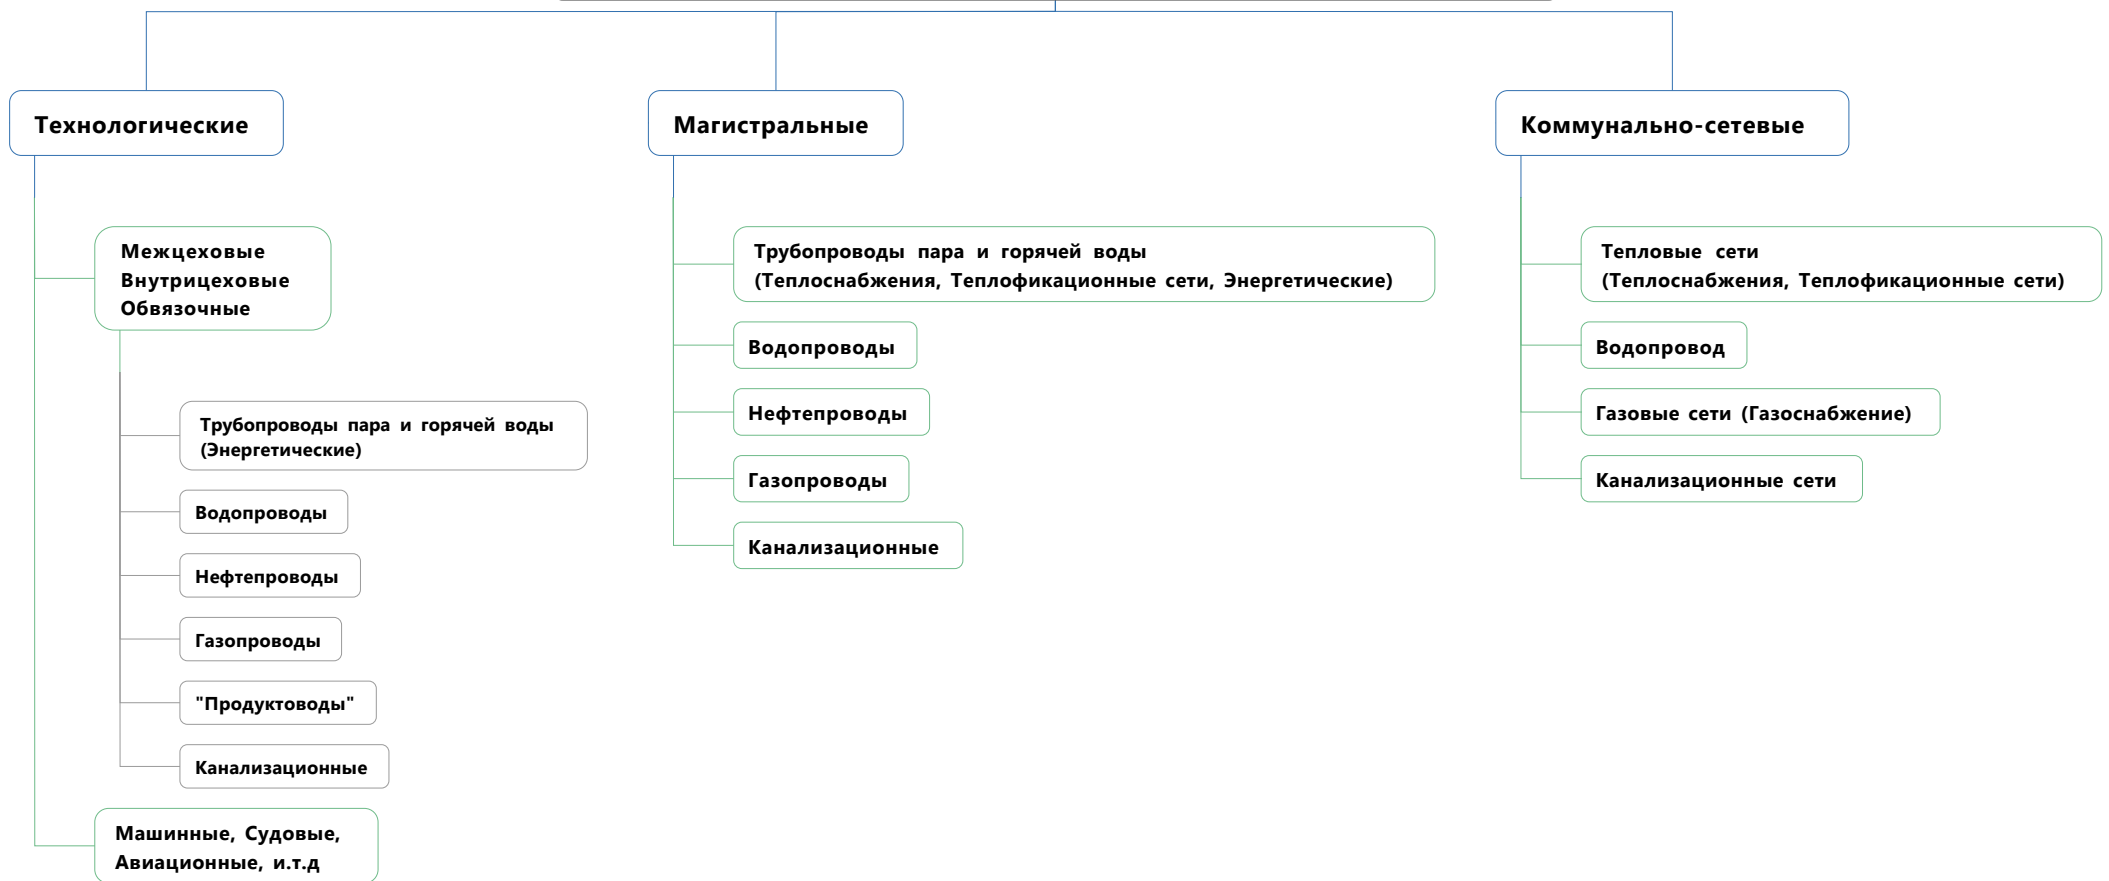 Технологические
Межцеховые
Внутрицеховые
Обвязочные
Трубопроводы пара и горячей воды
(Энергетические)
Водопроводы
Нефтепроводы
Газопроводы
"Продуктоводы"
Канализационные
Машинные, Судовые,
Авиационные, и.т.д
Магистральные
Трубопроводы пара и горячей воды
(Теплоснабжения, Теплофикационные сети, Энергетические)
Водопроводы
Нефтепроводы
Газопроводы
Канализационные
Коммунально-сетевые
Тепловые сети
(Теплоснабжения, Теплофикационные сети)
Водопровод
Газовые сети (Газоснабжение)
Канализационные сети